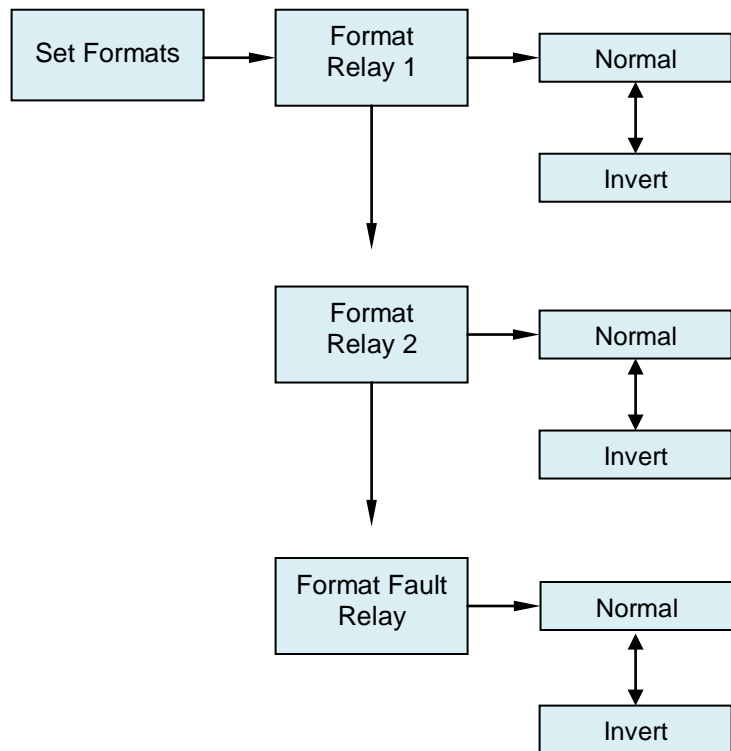 Set Formats
Format
Relay 1
Normal
Invert
Format
Relay 2
Normal
Invert
Format Fault
Relay
Normal
Invert